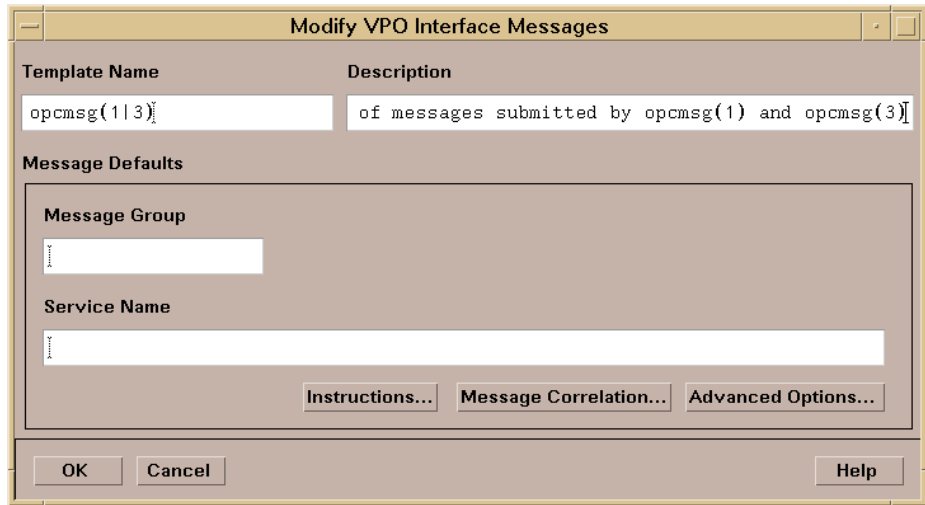 Modify VPO Interface Messages
Template Name
Description
opcmsg(1|3)
of messages submitted by opcmsg(1) and opcmsg(3)
Message Defaults
Message Group
Service Name
Instructions...
Message Correlation...
Advanced Options...
OK
Cancel
Help